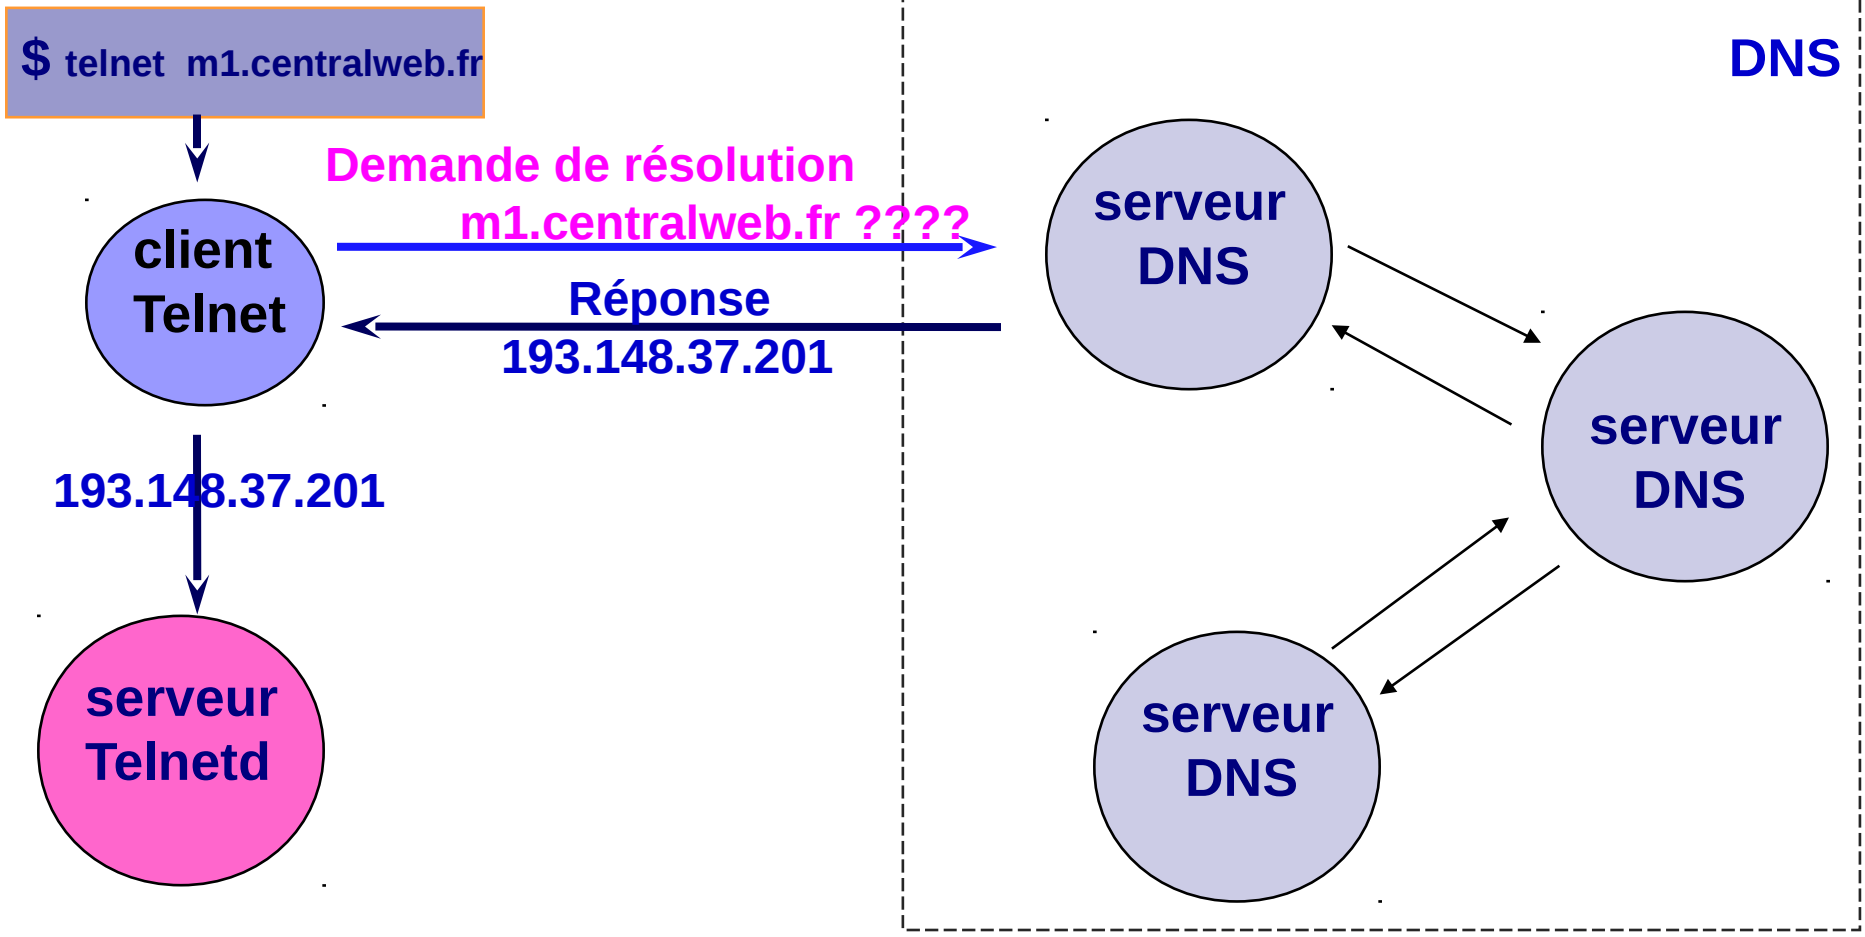 $ telnet m1.centralweb.fr
DNS
Demande de résolution
m1.centralweb.fr ????
client
Telnet
Réponse
193.148.37.201
serveur
DNS
serveur
DNS
193.148.37.201
serveur
Telnetd
serveur
DNS